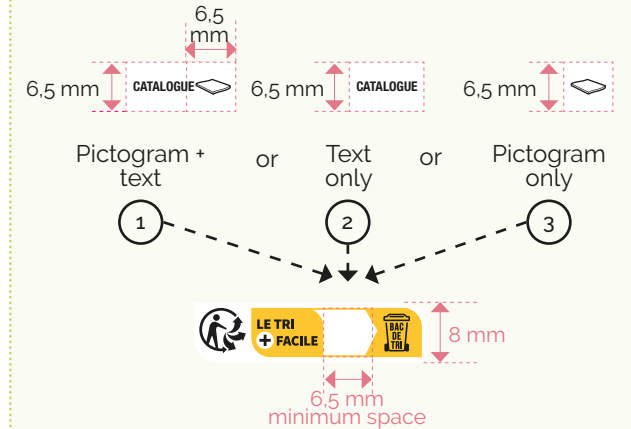 6,5
mm
6,5 mm
CATALOGUE
6,5 mm
CATALOGUE
6,5 mm
Pictogram +
text
or
Text
only
or
Pictogram
only
1
2
3
LE TRI
+ FACILE
BAC
DE
TRI
8 mm
6,5 mm
minimum space